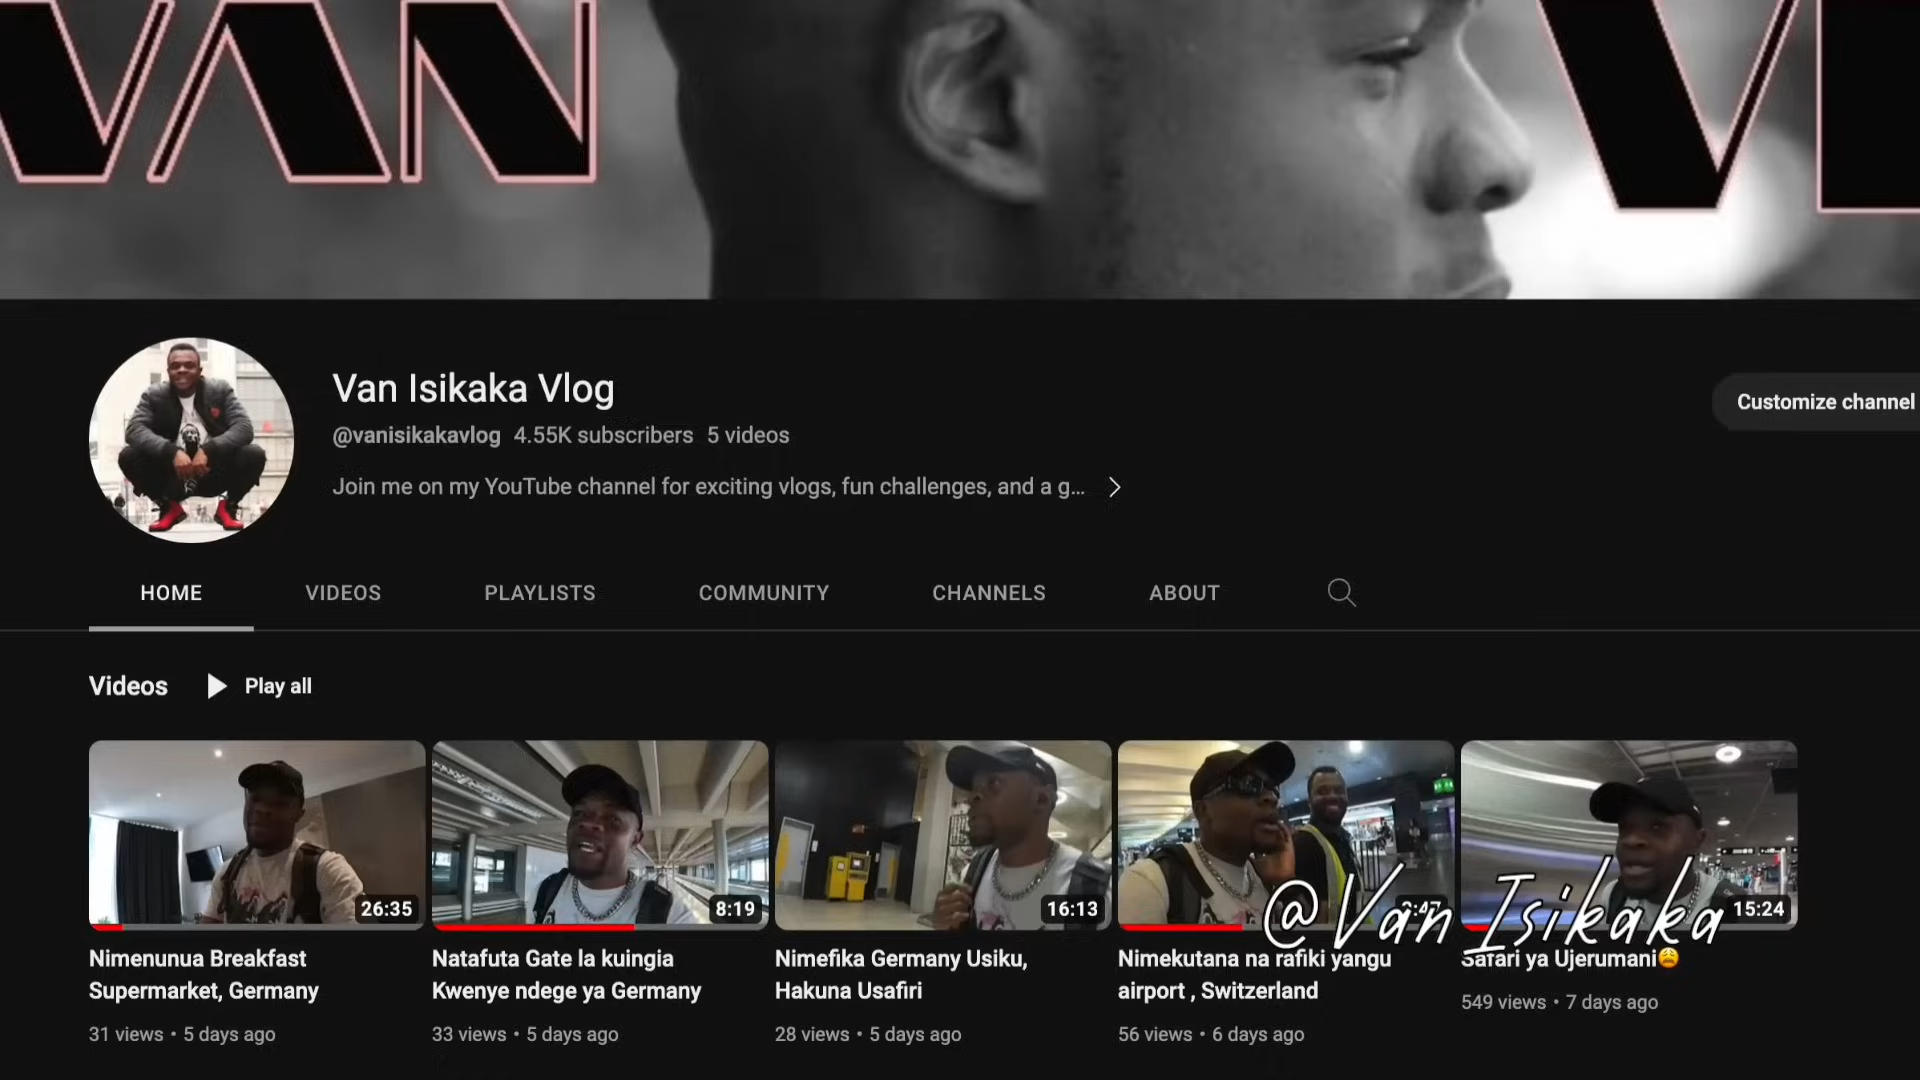 VAN
Van Isikaka Vlog
@vanisikakavlog 4.55K subscribers 5 videos
Customize channel
Join me on my YouTube channel for exciting vlogs, fun challenges, and a g...
HOME VIDEOS PLAYLISTS COMMUNITY CHANNELS ABOUT
Videos Play all
26:35
8:19
16:13
15:24
@Van Isikaka
Nimenunua Breakfast
Supermarket, Germany
31 views • 5 days ago
Natafuta Gate la kuingia
Kwenye ndege ya Germany
33 views • 5 days ago
Nimefika Germany Usiku,
Hakuna Usafiri
28 views • 5 days ago
Nimekutana na rafiki yangu
airport , Switzerland
56 views • 6 days ago
Safari ya Ujerumani😩
549 views • 7 days ago